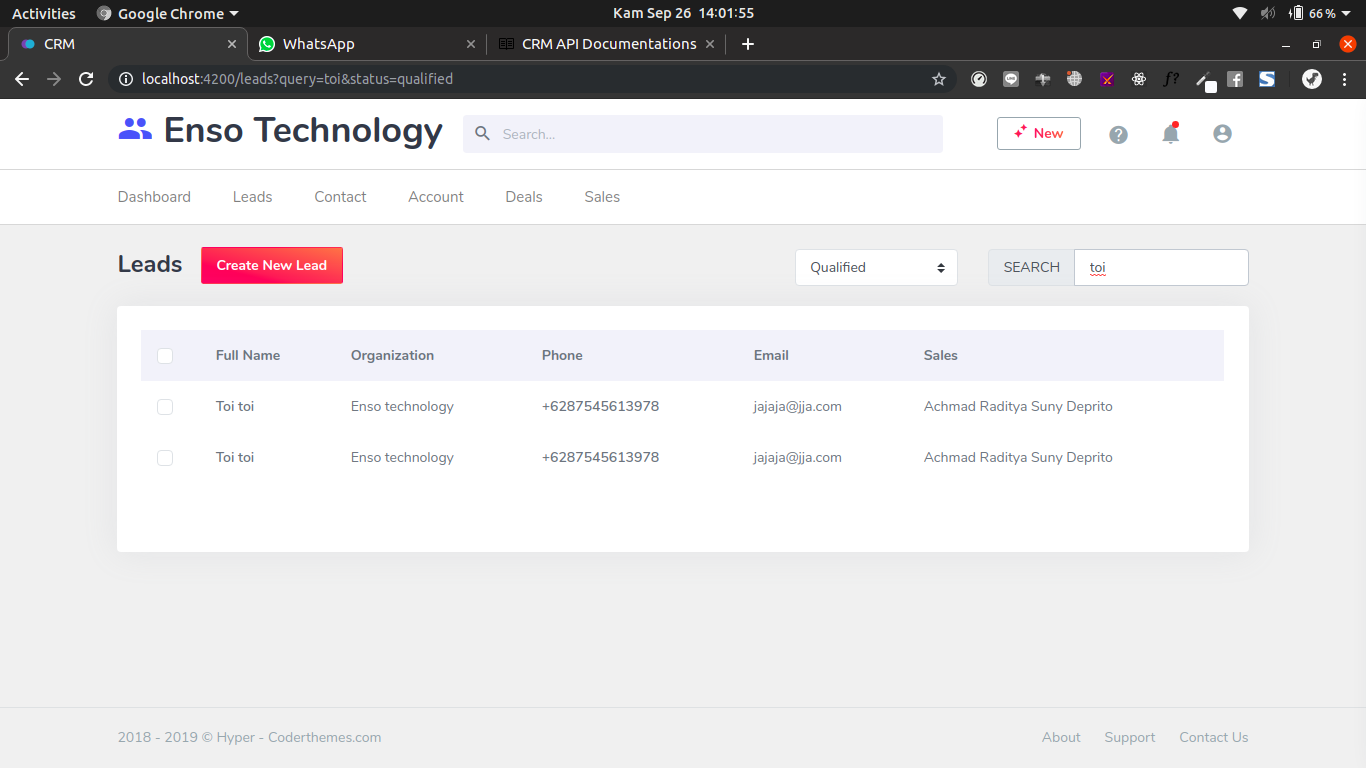 Activities Google Chrome Kam Sep 26 14:01:55 66 %
CRM WhatsApp CRM API Documentations
localhost:4200/leads?query=toi&status=qualified
Enso Technology Search... New
Dashboard Leads Contact Account Deals Sales
Leads Create New Lead Qualified SEARCH toi
Full Name Organization Phone Email Sales
Toi toi Enso technology +6287545613978 jajaja@jja.com Achmad Raditya Suny Deprito
Toi toi Enso technology +6287545613978 jajaja@jja.com Achmad Raditya Suny Deprito
2018 - 2019 © Hyper - Coderthemes.com About Support Contact Us